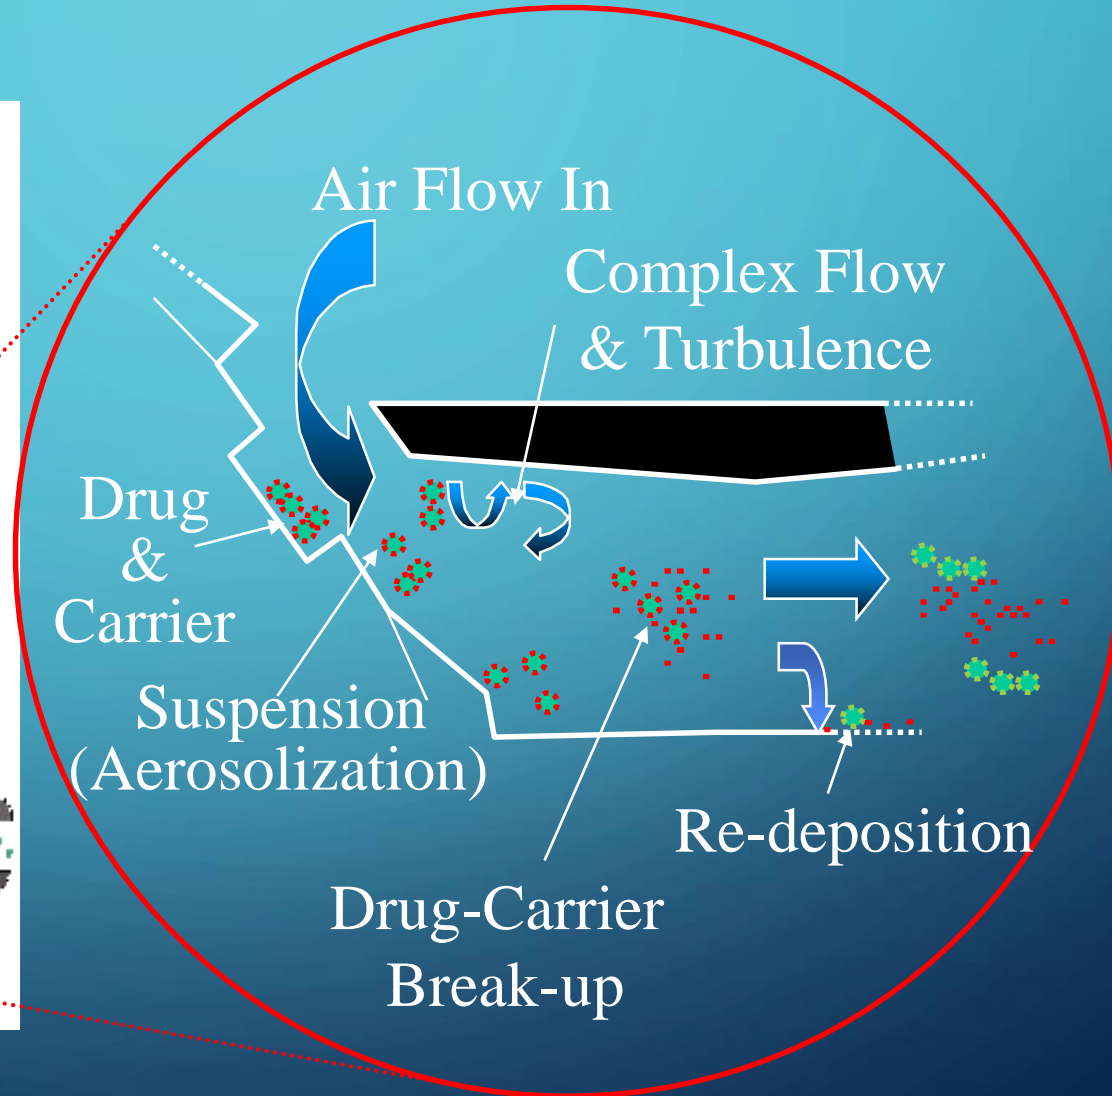 Air Flow In
Complex Flow
& Turbulence
Drug
&
Carrier
Suspension
(Aerosolization)
Re-deposition
Drug-Carrier
Break-up